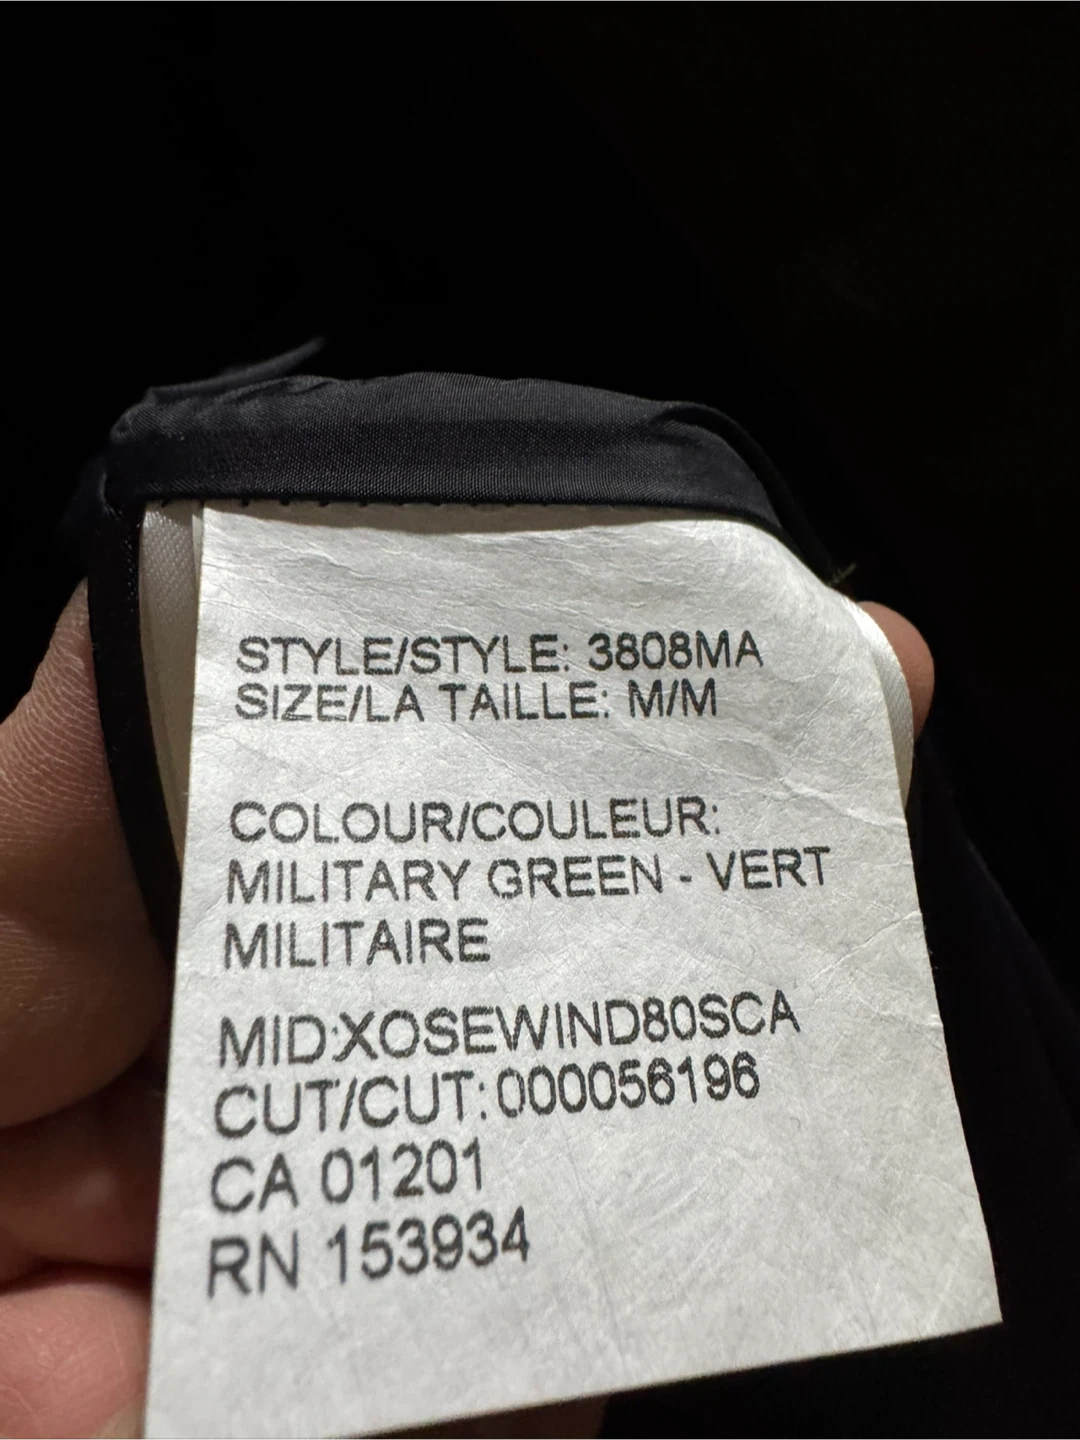 STYLE/STYLE: 3808MA
SIZE/LA TAILLE: M/M
COLOUR/COULEUR:
MILITARY GREEN - VERT
MILITAIRE
MID:XOSEWIND80SCA
CUT/CUT: 000056196
CA 01201
RN 153934